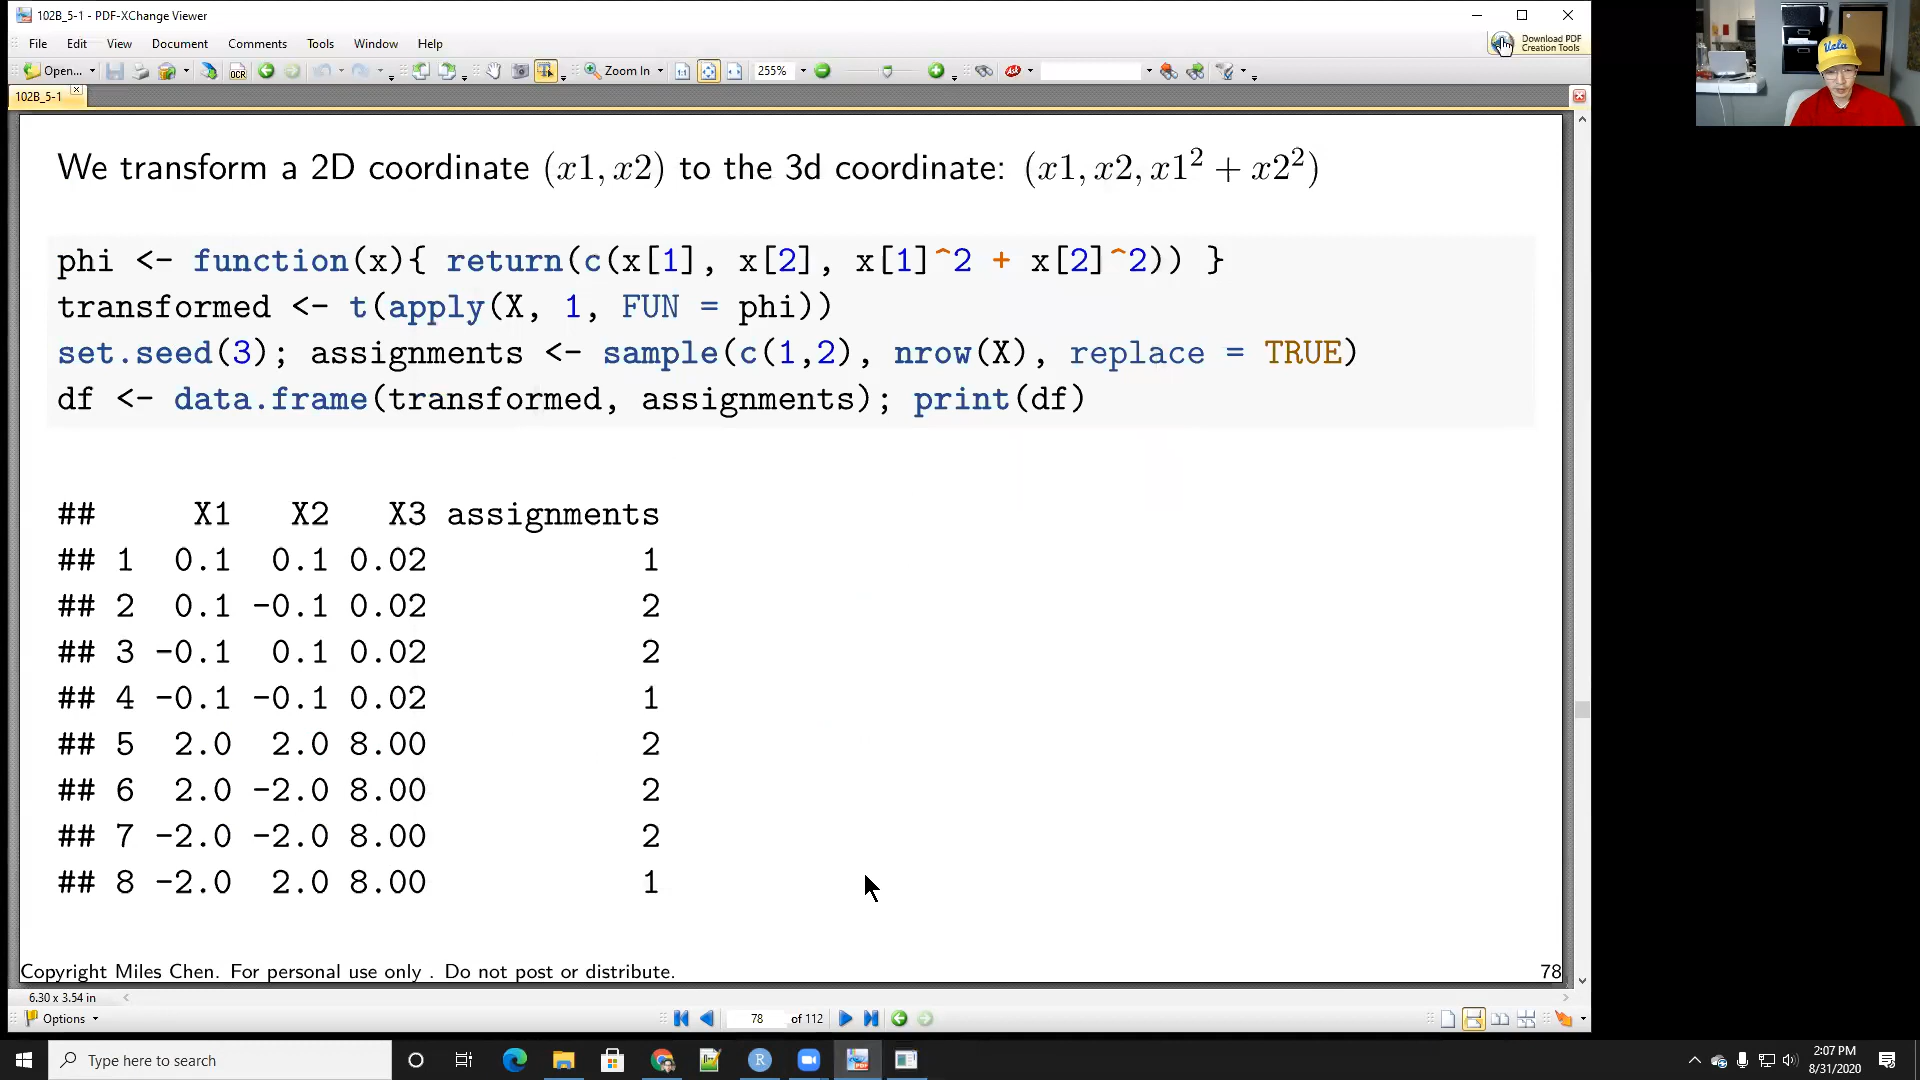 102B_5-1 - PDF-XChange Viewer
File Edit View Document Comments Tools Window Help
Download PDF
Creation Tools
Open... OCR Zoom In 255%
102B_5-1
We transform a 2D coordinate (x1, x2) to the 3d coordinate: (x1, x2, x1² + x2²)
phi <- function(x){ return(c(x[1], x[2], x[1]^2 + x[2]^2)) }
transformed <- t(apply(X, 1, FUN = phi))
set.seed(3); assignments <- sample(c(1,2), nrow(X), replace = TRUE)
df <- data.frame(transformed, assignments); print(df)
## X1 X2 X3 assignments
## 1 0.1 0.1 0.02 1
## 2 0.1 -0.1 0.02 2
## 3 -0.1 0.1 0.02 2
## 4 -0.1 -0.1 0.02 1
## 5 2.0 2.0 8.00 2
## 6 2.0 -2.0 8.00 2
## 7 -2.0 -2.0 8.00 2
## 8 -2.0 2.0 8.00 1
Copyright Miles Chen. For personal use only . Do not post or distribute. 78
6.30 x 3.54 in
Options 78 of 112
Type here to search
2:07 PM
8/31/2020